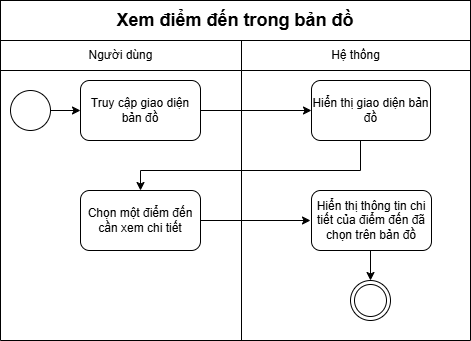 Xem điểm đến trong bản đồ
Người dùng
Hệ thông
Truy cập giao diện
bản đồ
Hiển thị giao diện bản
đồ
Chọn một điểm đến
cần xem chi tiết
Hiển thị thông tin chi
tiết của điểm đến đã
chọn trên bản đồ